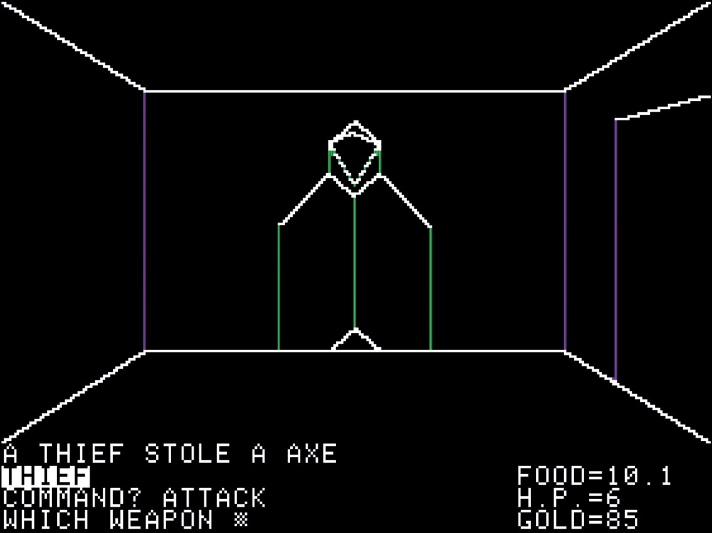 A THIEF STOLE A AXE
THIEF
COMMAND? ATTACK
WHICH WEAPON
FOOD=10.1
H.P.=6
GOLD=85